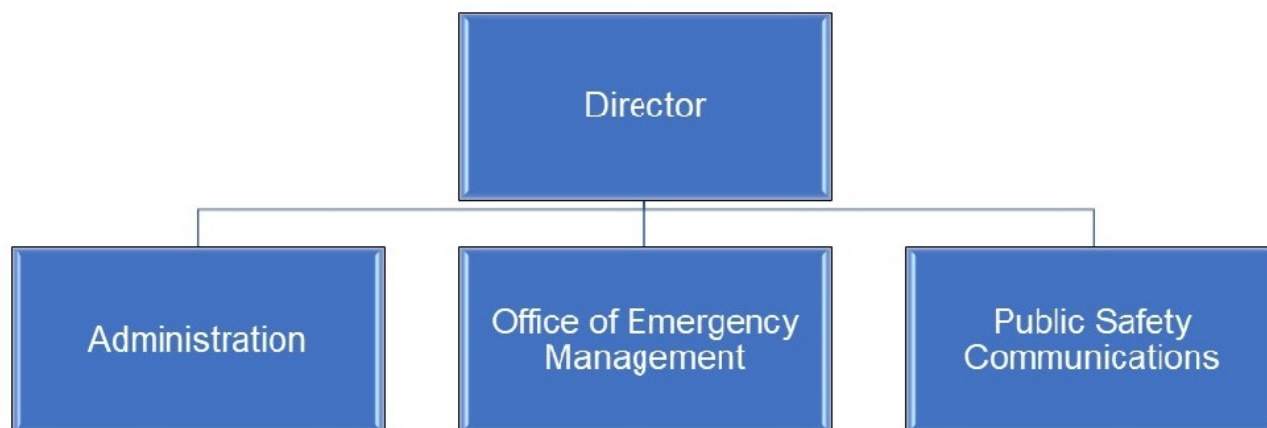 Director
Administration
Office of Emergency
Management
Public Safety
Communications